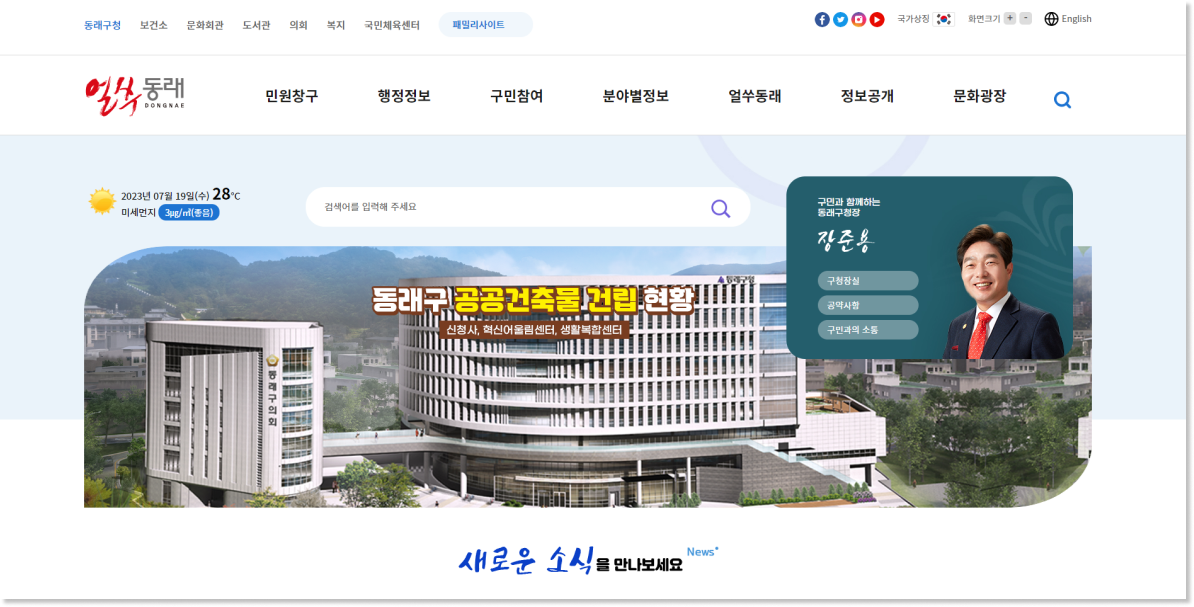 동래구청 보건소 문화회관 도서관 의회 복지 국민체육센터 패밀리사이트
국가상징 화면크기 + - English
얼쑤동래
DONGNAE
민원창구 행정정보 구민참여 분야별정보 얼쑤동래 정보공개 문화광장
2023년 07월 19일(수) 28℃
미세먼지 3㎍/㎥(좋음)
검색어를 입력해 주세요
구민과 함께하는
동래구청장
장준용
구청장실
공약사항
구민과의 소통
동래구청
동래구 공공건축물 건립 현황
신청사, 혁신어울림센터, 생활복합센터
동래구의회
새로운 소식을 만나보세요 News